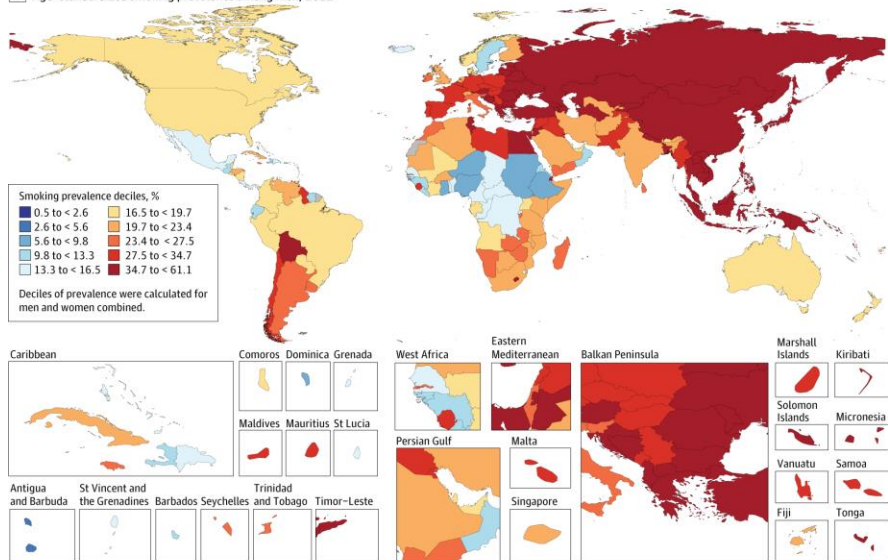 Smoking prevalence deciles, %
0.5 to < 2.6
2.6 to < 5.6
5.6 to < 9.8
9.8 to < 13.3
13.3 to < 16.5
16.5 to < 19.7
19.7 to < 23.4
23.4 to < 27.5
27.5 to < 34.7
34.7 to < 61.1
Deciles of prevalence were calculated for
men and women combined.
Caribbean
Comoros
Dominica
Grenada
Maldives
Mauritius
St Lucia
Antigua
and Barbuda
St Vincent and
the Grenadines
Barbados
Seychelles
Trinidad
and Tobago
Timor–Leste
West Africa
Eastern
Mediterranean
Persian Gulf
Malta
Singapore
Balkan Peninsula
Marshall
Islands
Kiribati
Solomon
Islands
Micronesia
Vanuatu
Samoa
Fiji
Tonga